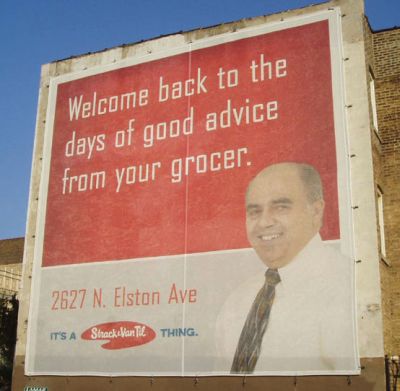 Welcome back to the
days of good advice
from your grocer.
2627 N. Elston Ave
IT'S A Strack & Van Til THING.
LAMAR